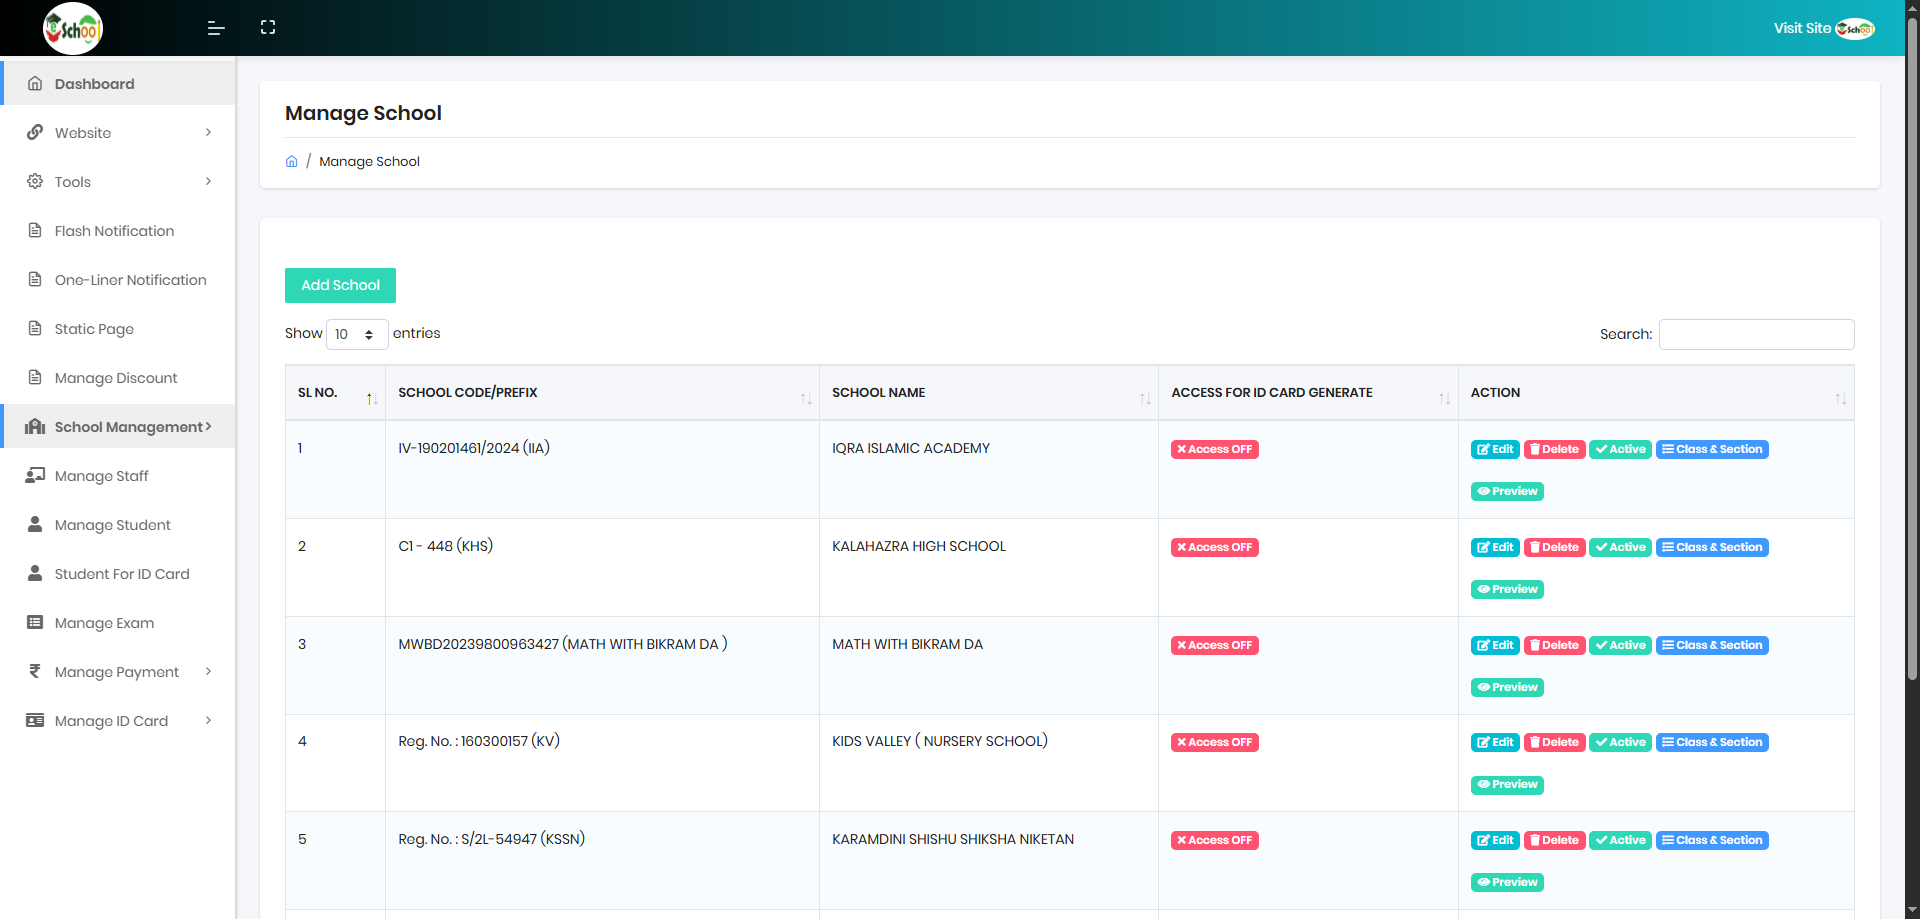 eSchool
Visit Site eSchool
Dashboard
Website
Tools
Flash Notification
One-Liner Notification
Static Page
Manage Discount
School Management
Manage Staff
Manage Student
Student For ID Card
Manage Exam
Manage Payment
Manage ID Card
Manage School
/ Manage School
Add School
Show 10 entries
Search:
SL NO. SCHOOL CODE/PREFIX SCHOOL NAME ACCESS FOR ID CARD GENERATE ACTION
1 IV-190201461/2024 (IIA) IQRA ISLAMIC ACADEMY Access OFF Edit Delete Active Class & Section
Preview
2 C1 - 448 (KHS) KALAHAZRA HIGH SCHOOL Access OFF Edit Delete Active Class & Section
Preview
3 MWBD20239800963427 (MATH WITH BIKRAM DA ) MATH WITH BIKRAM DA Access OFF Edit Delete Active Class & Section
Preview
4 Reg. No. : 160300157 (KV) KIDS VALLEY ( NURSERY SCHOOL) Access OFF Edit Delete Active Class & Section
Preview
5 Reg. No. : S/2L-54947 (KSSN) KARAMDINI SHISHU SHIKSHA NIKETAN Access OFF Edit Delete Active Class & Section
Preview